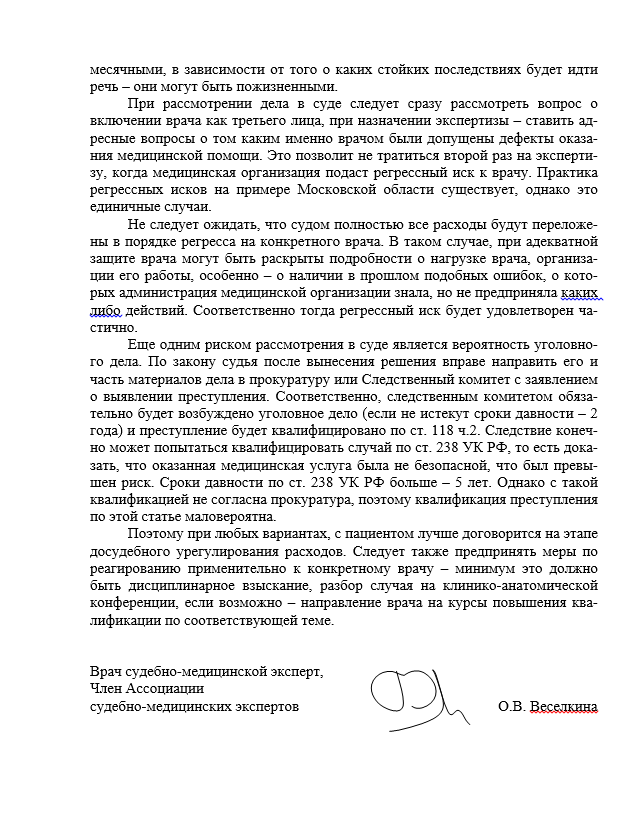 месячными, в зависимости от того о каких стойких последствиях будет идти
речь – они могут быть пожизненными.
При рассмотрении дела в суде следует сразу рассмотреть вопрос о
включении врача как третьего лица, при назначении экспертизы – ставить ад-
ресные вопросы о том каким именно врачом были допущены дефекты оказа-
ния медицинской помощи. Это позволит не тратиться второй раз на эксперти-
зу, когда медицинская организация подаст регрессный иск к врачу. Практика
регрессных исков на примере Московской области существует, однако это
единичные случаи.
Не следует ожидать, что судом полностью все расходы будут переложе-
ны в порядке регресса на конкретного врача. В таком случае, при адекватной
защите врача могут быть раскрыты подробности о нагрузке врача, организа-
ции его работы, особенно – о наличии в прошлом подобных ошибок, о кото-
рых администрация медицинской организации знала, но не предприняла каких
либо действий. Соответственно тогда регрессный иск будет удовлетворен ча-
стично.
Еще одним риском рассмотрения в суде является вероятность уголовно-
го дела. По закону судья после вынесения решения вправе направить его и
часть материалов дела в прокуратуру или Следственный комитет с заявлением
о выявлении преступления. Соответственно, следственным комитетом обяза-
тельно будет возбуждено уголовное дело (если не истекут сроки давности – 2
года) и преступление будет квалифицировано по ст. 118 ч.2. Следствие конеч-
но может попытаться квалифицировать случай по ст. 238 УК РФ, то есть дока-
зать, что оказанная медицинская услуга была не безопасной, что был превы-
шен риск. Сроки давности по ст. 238 УК РФ больше – 5 лет. Однако с такой
квалификацией не согласна прокуратура, поэтому квалификация преступления
по этой статье маловероятна.
Поэтому при любых вариантах, с пациентом лучше договорится на этапе
досудебного урегулирования расходов. Следует также предпринять меры по
реагированию применительно к конкретному врачу – минимум это должно
быть дисциплинарное взыскание, разбор случая на клинико-анатомической
конференции, если возможно – направление врача на курсы повышения ква-
лификации по соответствующей теме.
Врач судебно-медицинский эксперт,
Член Ассоциации
судебно-медицинских экспертов О.В. Веселкина